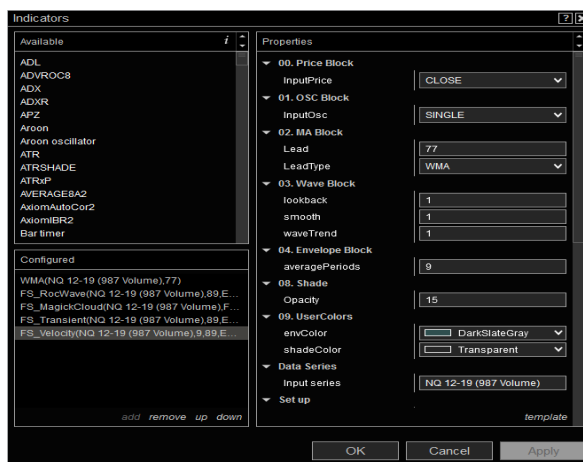 Indicators
? X
Available i
ADL
ADVROC8
ADX
ADXR
APZ
Aroon
Aroon oscillator
ATR
ATRSHADE
ATRxP
AVERAGE8A2
AxiomAutoCor2
AxiomIBR2
Bar timer
Configured
WMA(NQ 12-19 (987 Volume),77)
FS_RocWave(NQ 12-19 (987 Volume),89,E...
FS_MagickCloud(NQ 12-19 (987 Volume),F...
FS_Transient(NQ 12-19 (987 Volume),89,E...
FS_Velocity(NQ 12-19 (987 Volume),9,89,E...
add remove up down
Properties
00. Price Block
InputPrice CLOSE
01. OSC Block
InputOsc SINGLE
02. MA Block
Lead 77
LeadType WMA
03. Wave Block
lookback 1
smooth 1
waveTrend 1
04. Envelope Block
averagePeriods 9
08. Shade
Opacity 15
09. UserColors
envColor DarkSlateGray
shadeColor Transparent
Data Series
Input series NQ 12-19 (987 Volume)
Set up
template
OK Cancel Apply